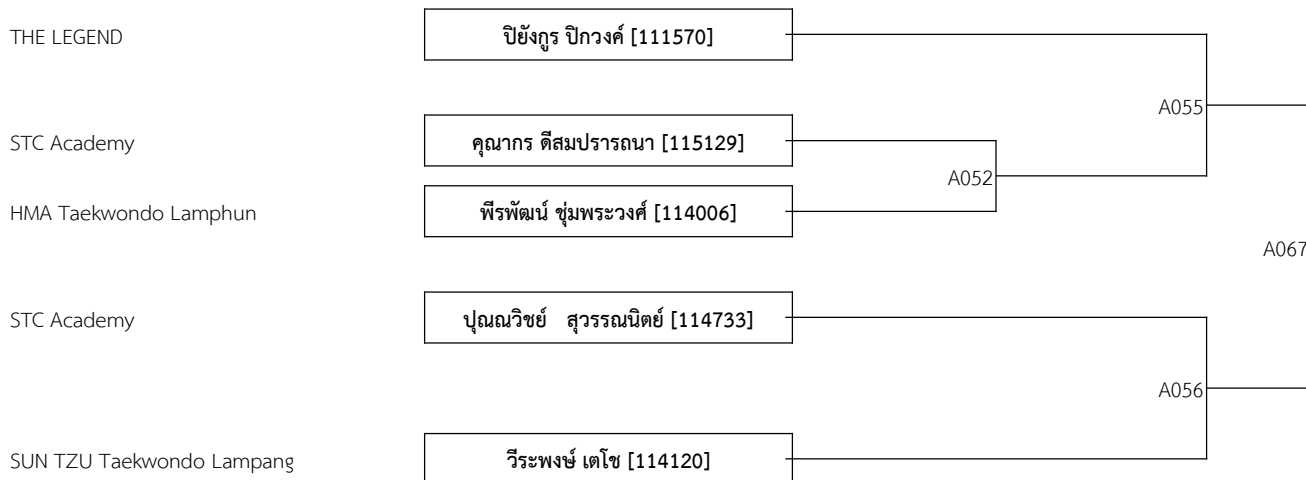 THE LEGEND ปิยังกูร ปิกวงค์ [111570]
A055
STC Academy คุณากร ดีสมปรารถนา [115129]
A052
HMA Taekwondo Lamphun พีรพัฒน์ ชุ่มพระวงศ์ [114006]
A067
STC Academy ปุณณวิชย์ สุวรรณนิตย์ [114733]
A056
SUN TZU Taekwondo Lampang วีระพงษ์ เตโช [114120]